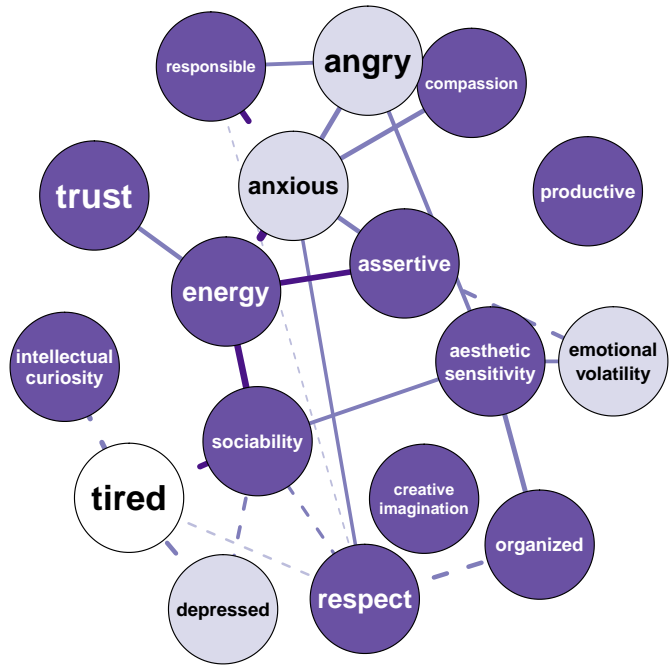 angry
responsible
compassion
anxious
productive
trust
assertive
energy
intellectual
curiosity
aesthetic
sensitivity
emotional
volatility
sociability
tired
creative
imagination
organized
respect
depressed